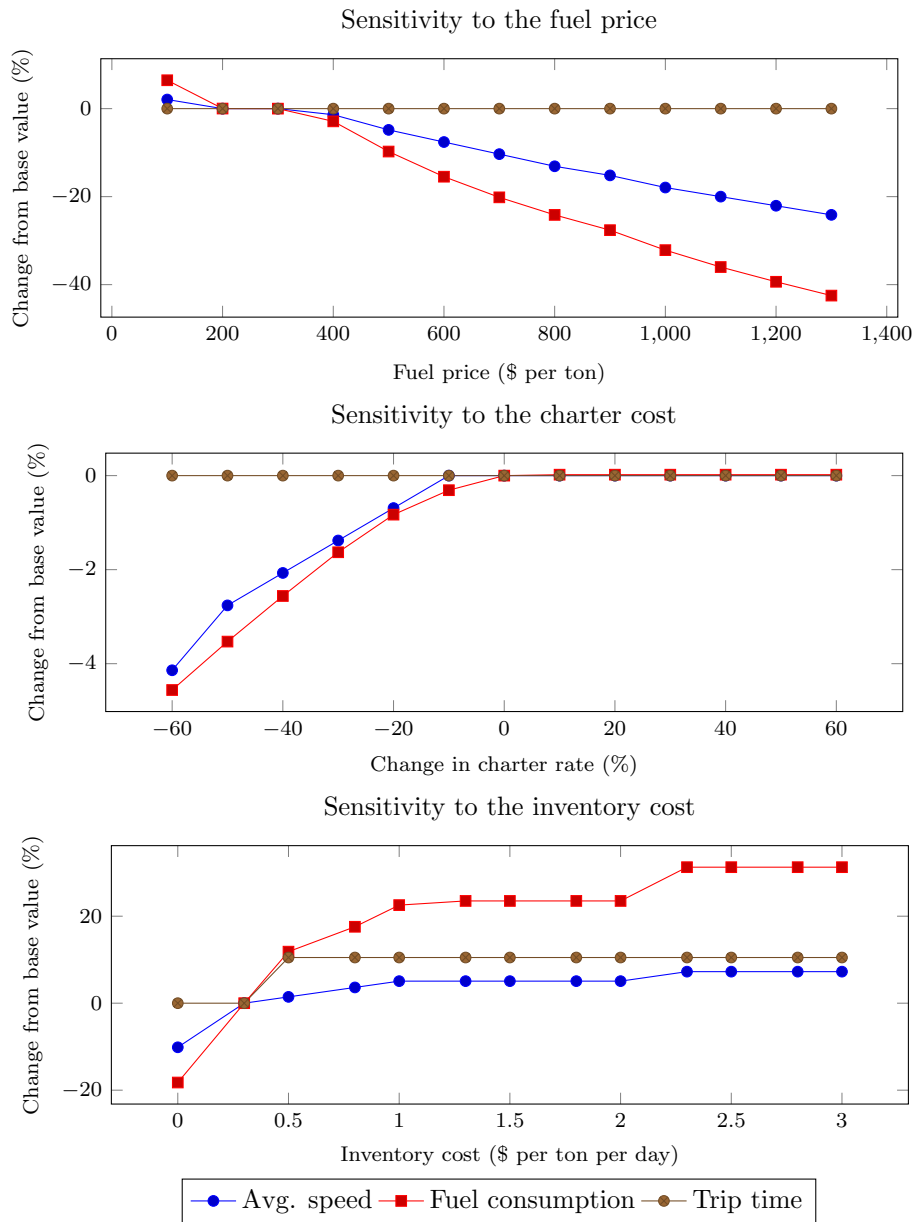 Sensitivity to the fuel price
Change from base value (%)
0
−20
−40
0 200 400 600 800 1,000 1,200 1,400
Fuel price ($ per ton)
Sensitivity to the charter cost
Change from base value (%)
0
−2
−4
−60 −40 −20 0 20 40 60
Change in charter rate (%)
Sensitivity to the inventory cost
Change from base value (%)
20
0
−20
0 0.5 1 1.5 2 2.5 3
Inventory cost ($ per ton per day)
Avg. speed Fuel consumption Trip time